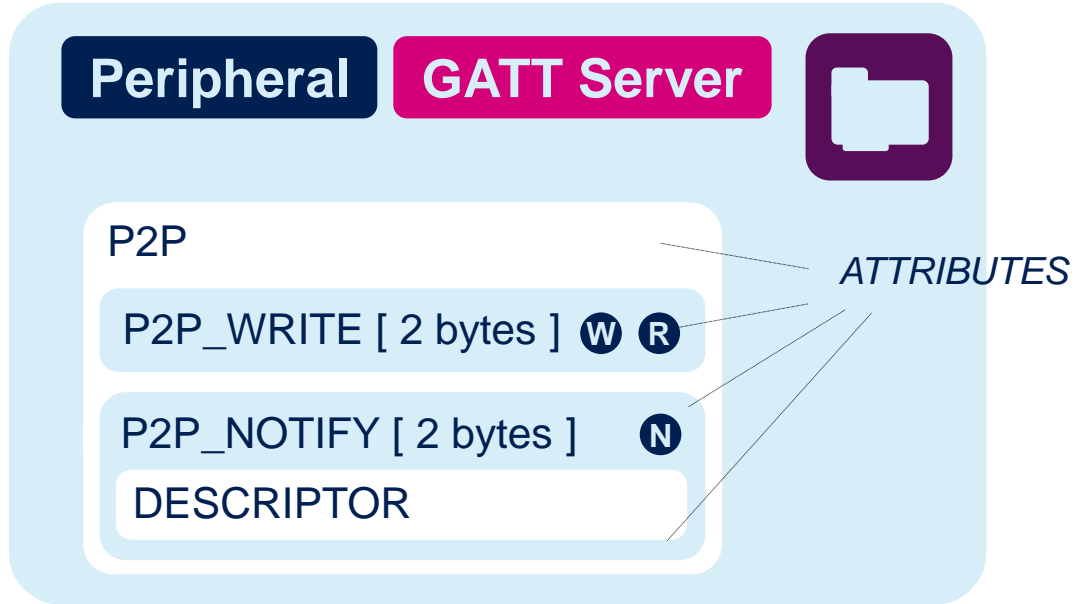 Peripheral GATT Server
P2P
ATTRIBUTES
P2P_WRITE [ 2 bytes ] W R
P2P_NOTIFY [ 2 bytes ] N
DESCRIPTOR